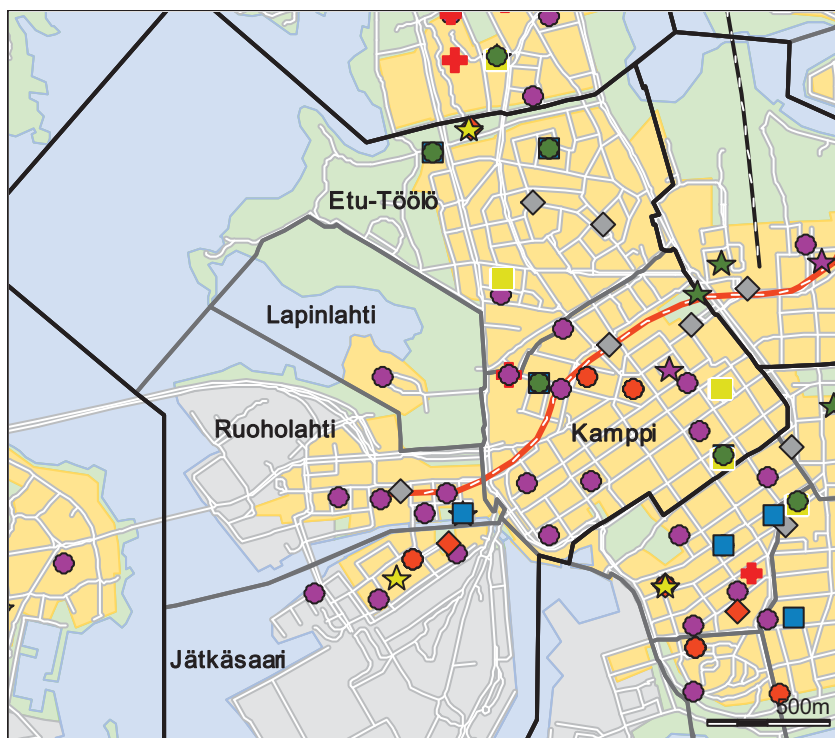 Etu-Töölö
Lapinlahti
Ruoholahti
Kamppi
Jätkäsaari
500m